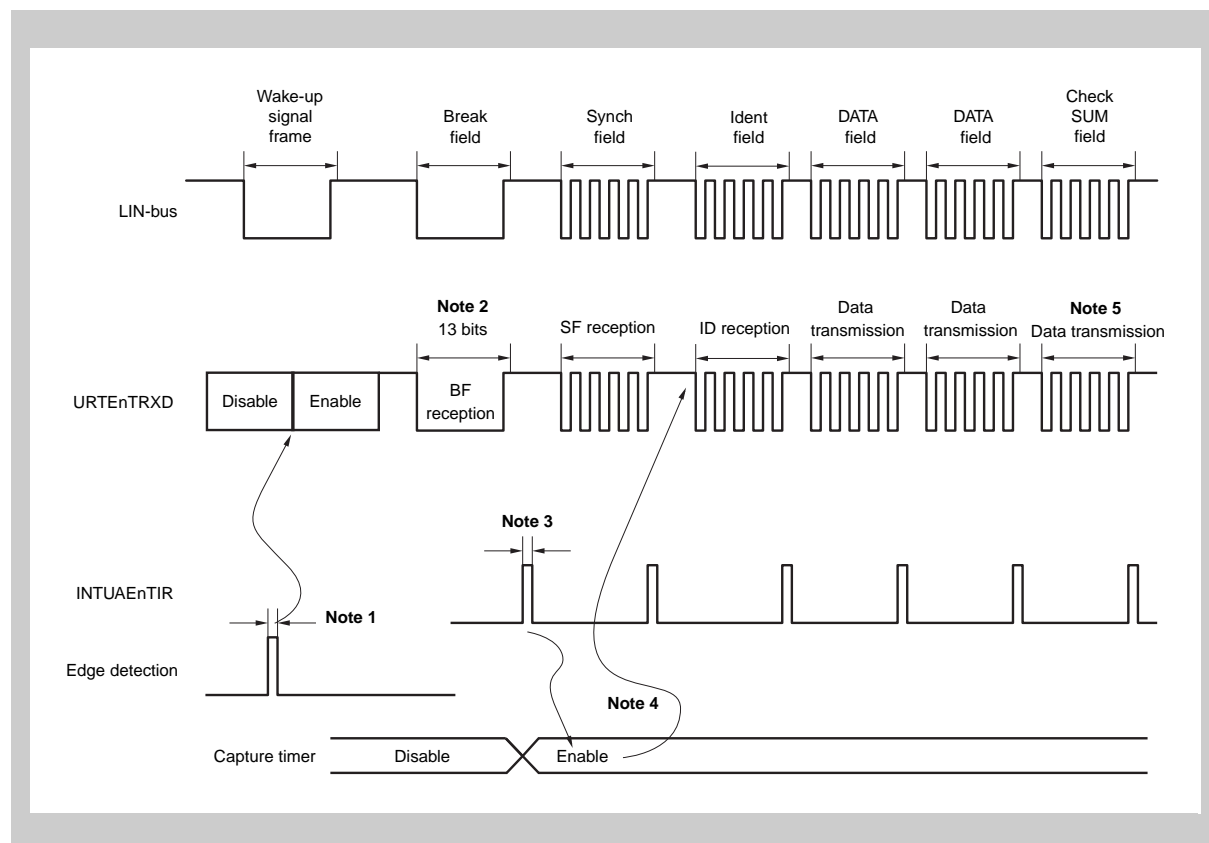 Wake-up
signal
frame
Break
field
Synch
field
Ident
field
DATA
field
DATA
field
Check
SUM
field
LIN-bus
Note 2
13 bits
SF reception
ID reception
Data
transmission
Data
transmission
Note 5
Data transmission
URTEnTRXD
Disable
Enable
BF
reception
Note 3
INTUAEnTIR
Note 1
Edge detection
Note 4
Capture timer
Disable
Enable